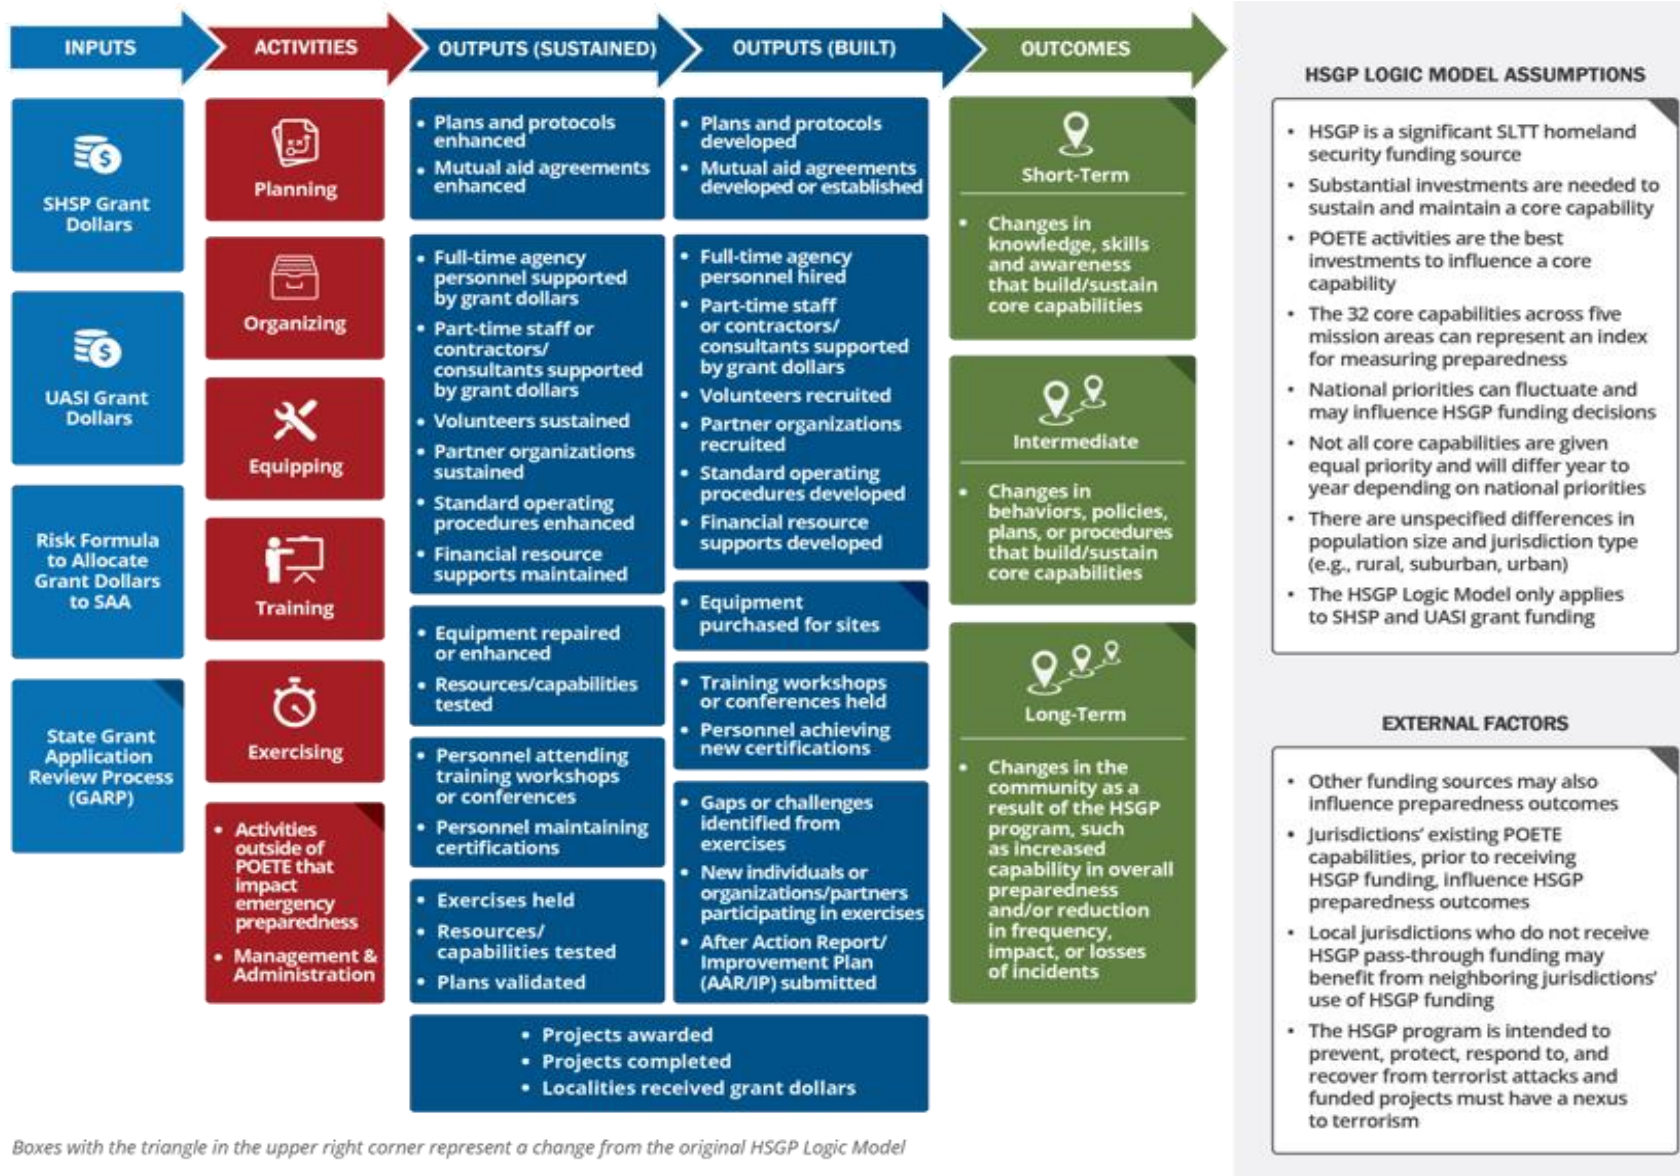 INPUTS
SHSP Grant
Dollars
UASI Grant
Dollars
Risk Formula
to Allocate
Grant Dollars
to SAA
State Grant
Application
Review Process
(GARP)
ACTIVITIES
Planning
Organizing
Equipping
Training
Exercising
• Activities
outside of
POETE that
impact
emergency
preparedness
• Management &
Administration
OUTPUTS (SUSTAINED)
• Plans and protocols
enhanced
• Mutual aid agreements
enhanced
• Full-time agency
personnel supported
by grant dollars
• Part-time staff or
contractors/
consultants supported
by grant dollars
• Volunteers sustained
• Partner organizations
sustained
• Standard operating
procedures enhanced
• Financial resource
supports maintained
• Equipment repaired
or enhanced
• Resources/capabilities
tested
• Personnel attending
training workshops
or conferences
• Personnel maintaining
certifications
• Exercises held
• Resources/
capabilities tested
• Plans validated
OUTPUTS (BUILT)
• Plans and protocols
developed
• Mutual aid agreements
developed or established
• Full-time agency
personnel hired
• Part-time staff
or contractors/
consultants supported
by grant dollars
• Volunteers recruited
• Partner organizations
recruited
• Standard operating
procedures developed
• Financial resource
supports developed
• Equipment
purchased for sites
• Training workshops
or conferences held
• Personnel achieving
new certifications
• Gaps or challenges
identified from
exercises
• New individuals or
organizations/partners
participating in exercises
• After Action Report/
Improvement Plan
(AAR/IP) submitted
• Projects awarded
• Projects completed
• Localities received grant dollars
OUTCOMES
Short-Term
• Changes in
knowledge, skills
and awareness
that build/sustain
core capabilities
Intermediate
• Changes in
behaviors, policies,
plans, or procedures
that build/sustain
core capabilities
Long-Term
• Changes in the
community as a
result of the HSGP
program, such
as increased
capability in overall
preparedness
and/or reduction
in frequency,
impact, or losses
of incidents
HSGP LOGIC MODEL ASSUMPTIONS
• HSGP is a significant SLTT homeland
security funding source
• Substantial investments are needed to
sustain and maintain a core capability
• POETE activities are the best
investments to influence a core
capability
• The 32 core capabilities across five
mission areas can represent an index
for measuring preparedness
• National priorities can fluctuate and
may influence HSGP funding decisions
• Not all core capabilities are given
equal priority and will differ year to
year depending on national priorities
• There are unspecified differences in
population size and jurisdiction type
(e.g., rural, suburban, urban)
• The HSGP Logic Model only applies
to SHSP and UASI grant funding
EXTERNAL FACTORS
• Other funding sources may also
influence preparedness outcomes
• Jurisdictions' existing POETE
capabilities, prior to receiving
HSGP funding, influence HSGP
preparedness outcomes
• Local jurisdictions who do not receive
HSGP pass-through funding may
benefit from neighboring jurisdictions'
use of HSGP funding
• The HSGP program is intended to
prevent, protect, respond to, and
recover from terrorist attacks and
funded projects must have a nexus
to terrorism
Boxes with the triangle in the upper right corner represent a change from the original HSGP Logic Model